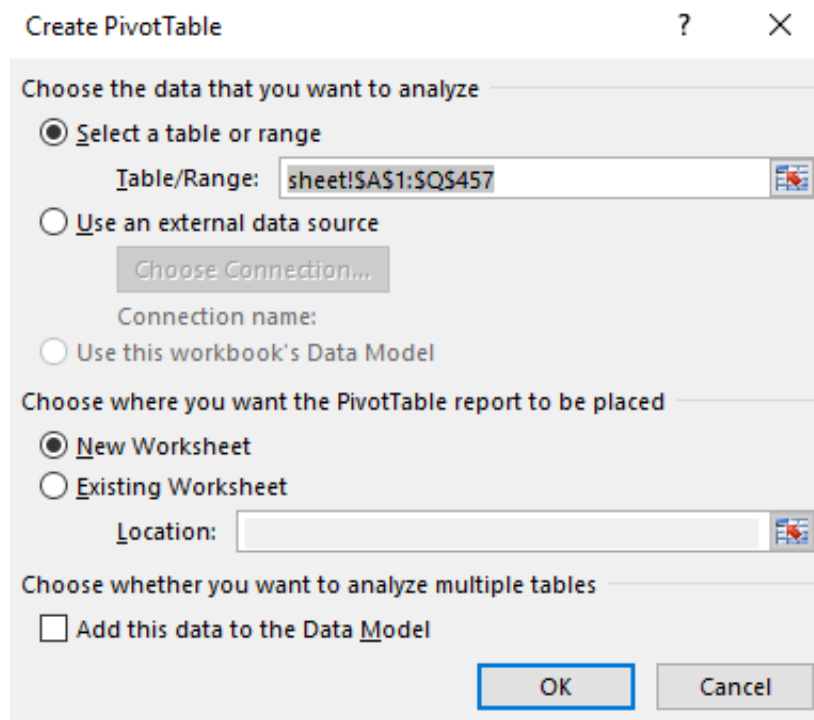 Create PivotTable ?
Choose the data that you want to analyze
Select a table or range
Table/Range: sheet!$A$1:$Q$457
Use an external data source
Choose Connection...
Connection name:
Use this workbook's Data Model
Choose where you want the PivotTable report to be placed
New Worksheet
Existing Worksheet
Location:
Choose whether you want to analyze multiple tables
Add this data to the Data Model
OK Cancel